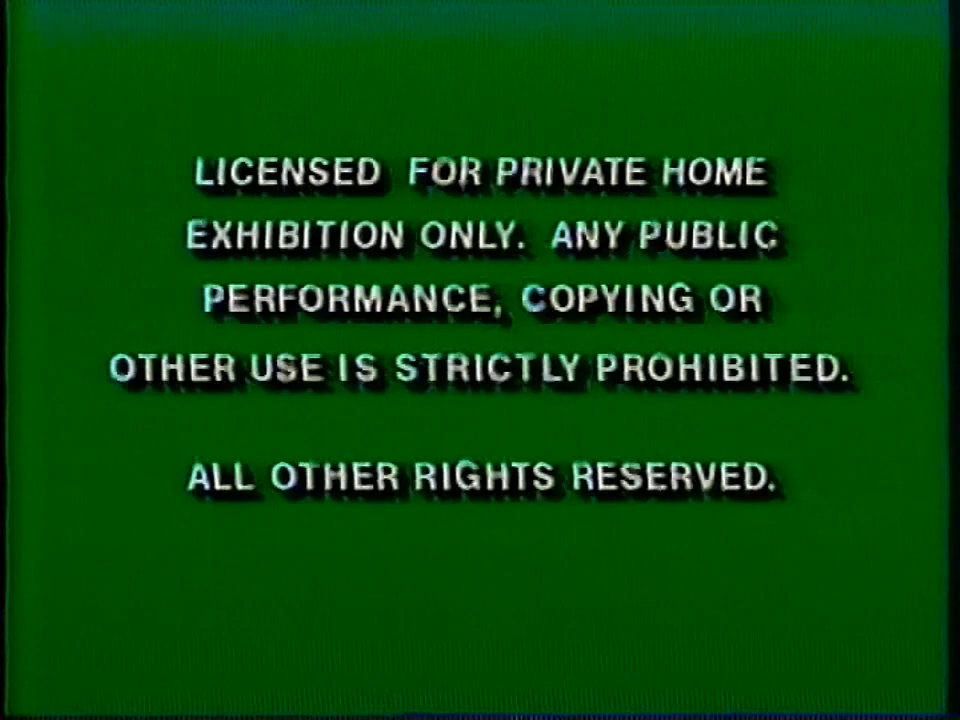 LICENSED FOR PRIVATE HOME
EXHIBITION ONLY. ANY PUBLIC
PERFORMANCE, COPYING OR
OTHER USE IS STRICTLY PROHIBITED.
ALL OTHER RIGHTS RESERVED.